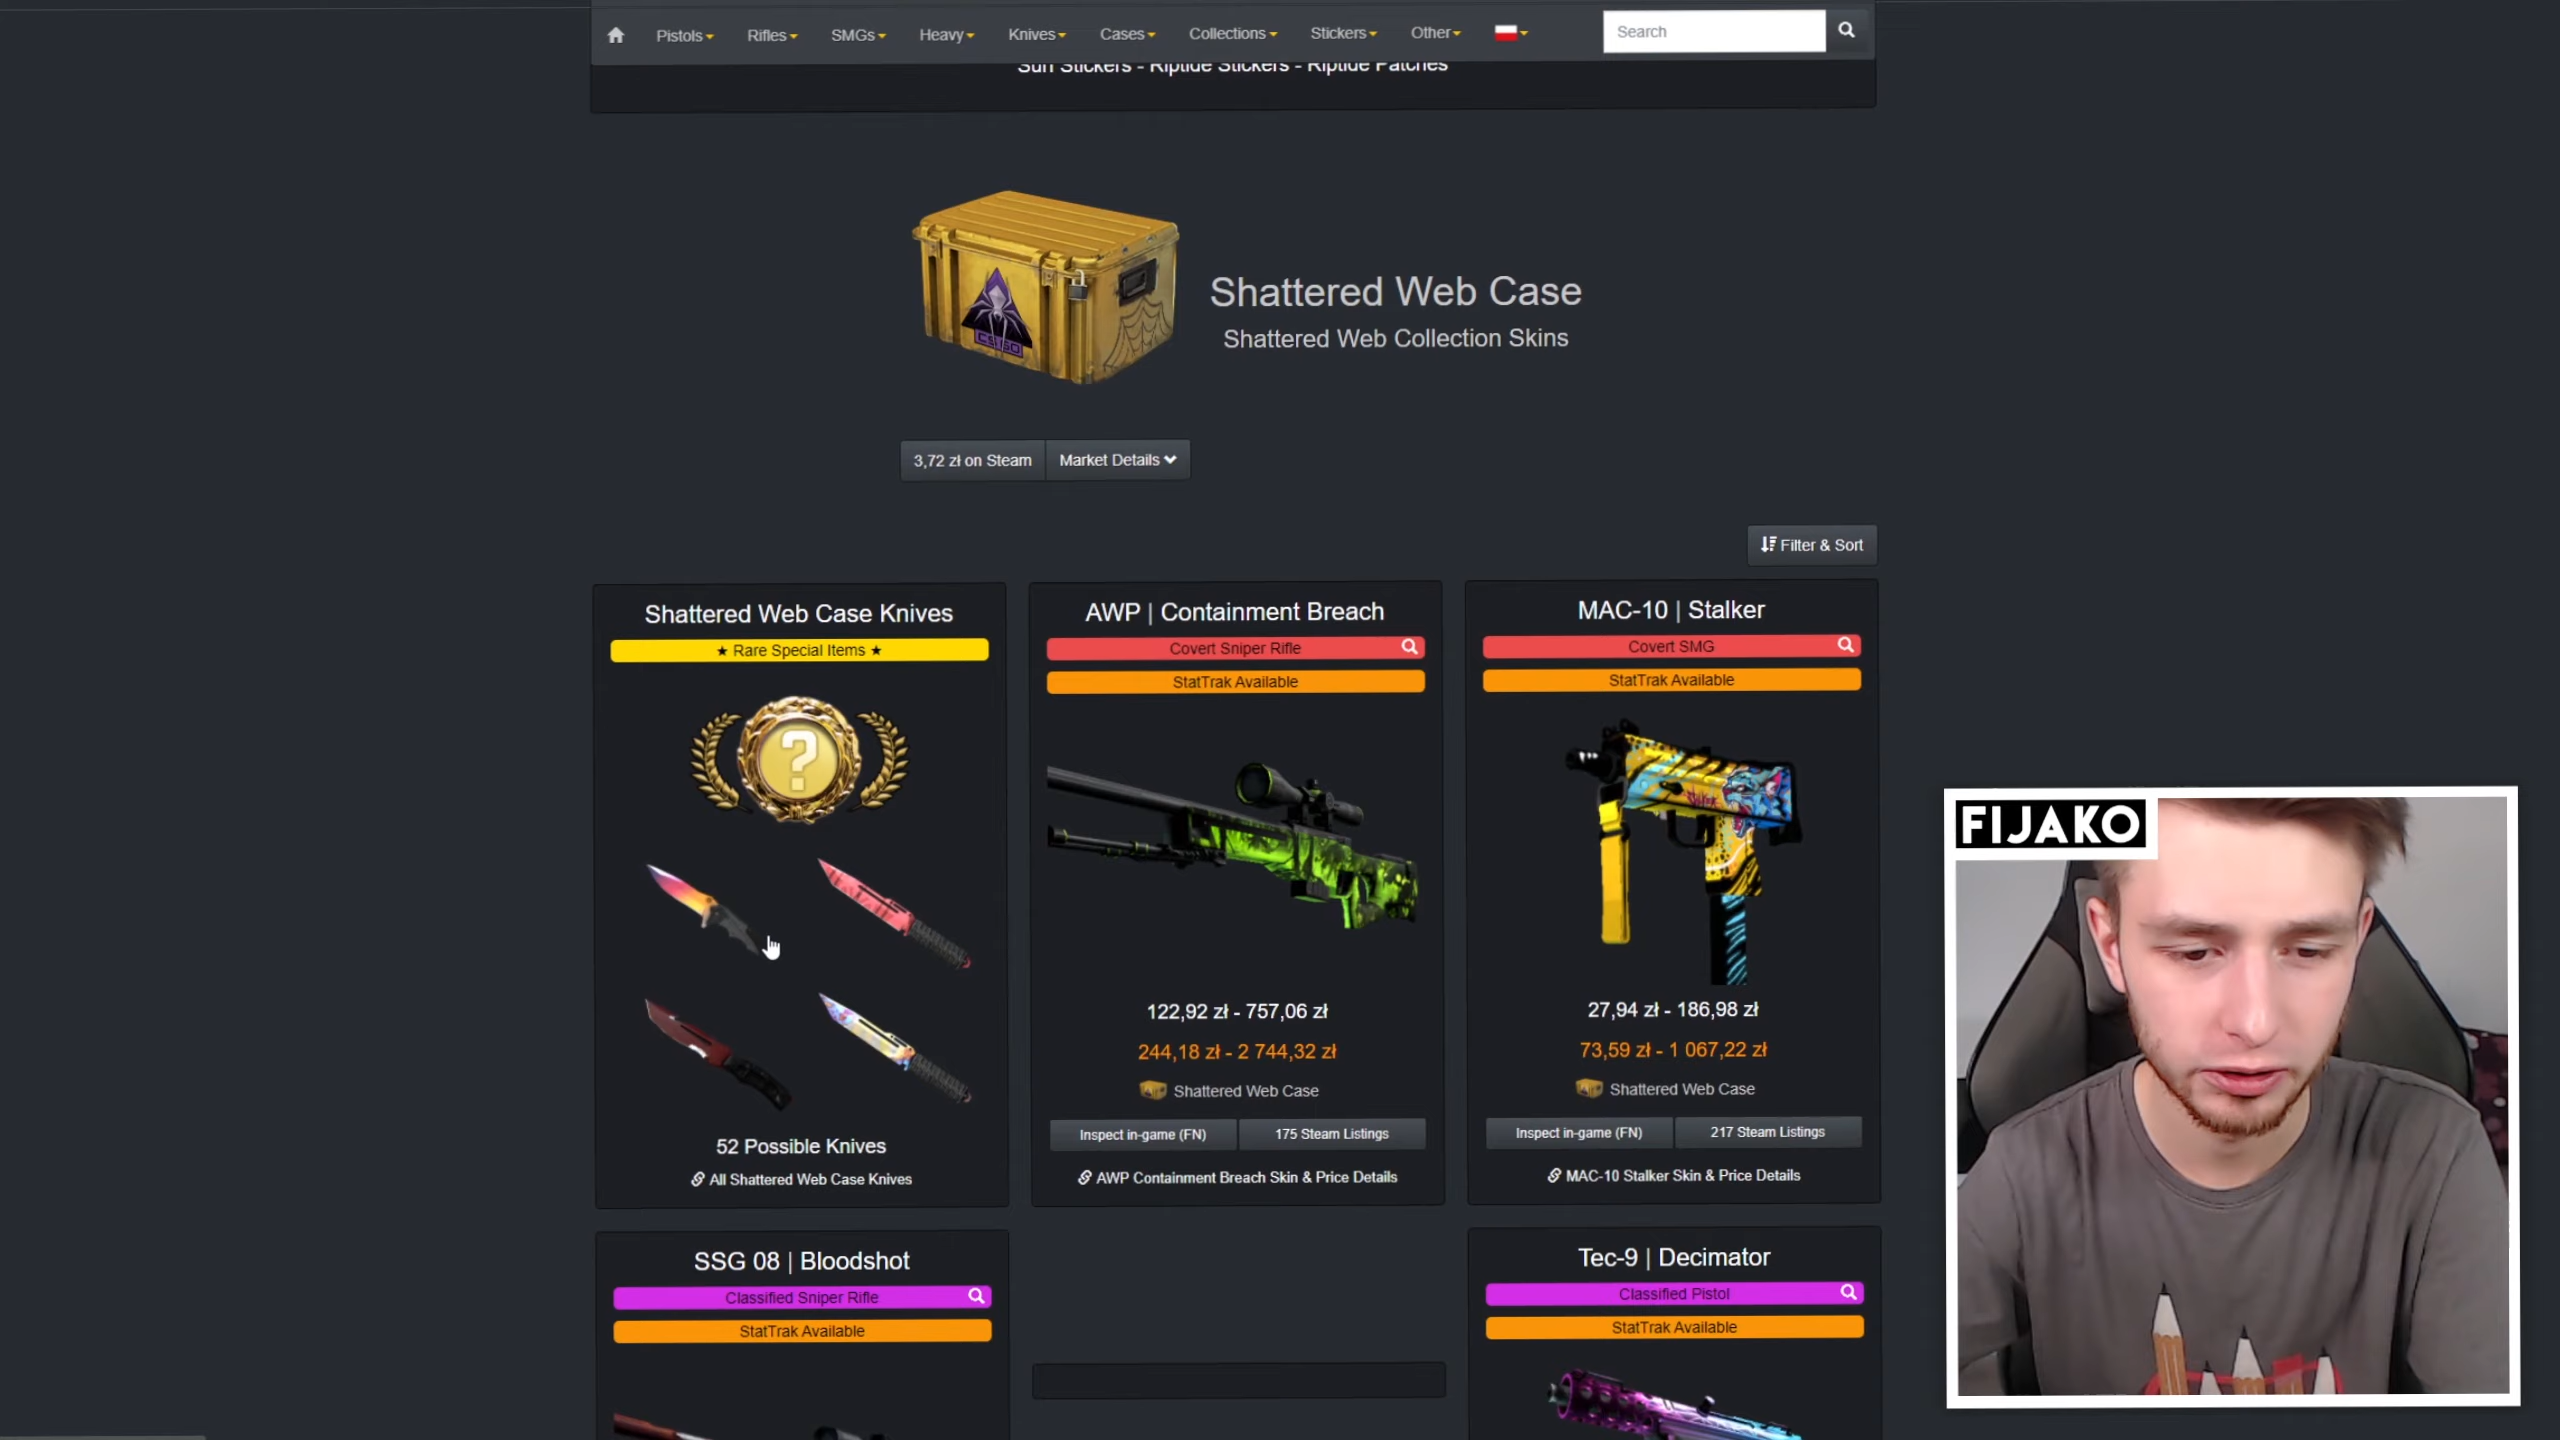 Pistols Rifles SMGs Heavy Knives Cases Collections Stickers Other Search
Surf Stickers - Riptide Stickers - Riptide Patches
CS:GO
Shattered Web Case
Shattered Web Collection Skins
3,72 zł on Steam Market Details
Filter & Sort
Shattered Web Case Knives
★ Rare Special Items ★
?
52 Possible Knives
All Shattered Web Case Knives
AWP | Containment Breach
Covert Sniper Rifle
StatTrak Available
122,92 zł - 757,06 zł
244,18 zł - 2 744,32 zł
Shattered Web Case
Inspect in-game (FN) 175 Steam Listings
AWP Containment Breach Skin & Price Details
MAC-10 | Stalker
Covert SMG
StatTrak Available
27,94 zł - 186,98 zł
73,59 zł - 1 067,22 zł
Shattered Web Case
Inspect in-game (FN) 217 Steam Listings
MAC-10 Stalker Skin & Price Details
SSG 08 | Bloodshot
Classified Sniper Rifle
StatTrak Available
Tec-9 | Decimator
Classified Pistol
StatTrak Available
FIJAKO